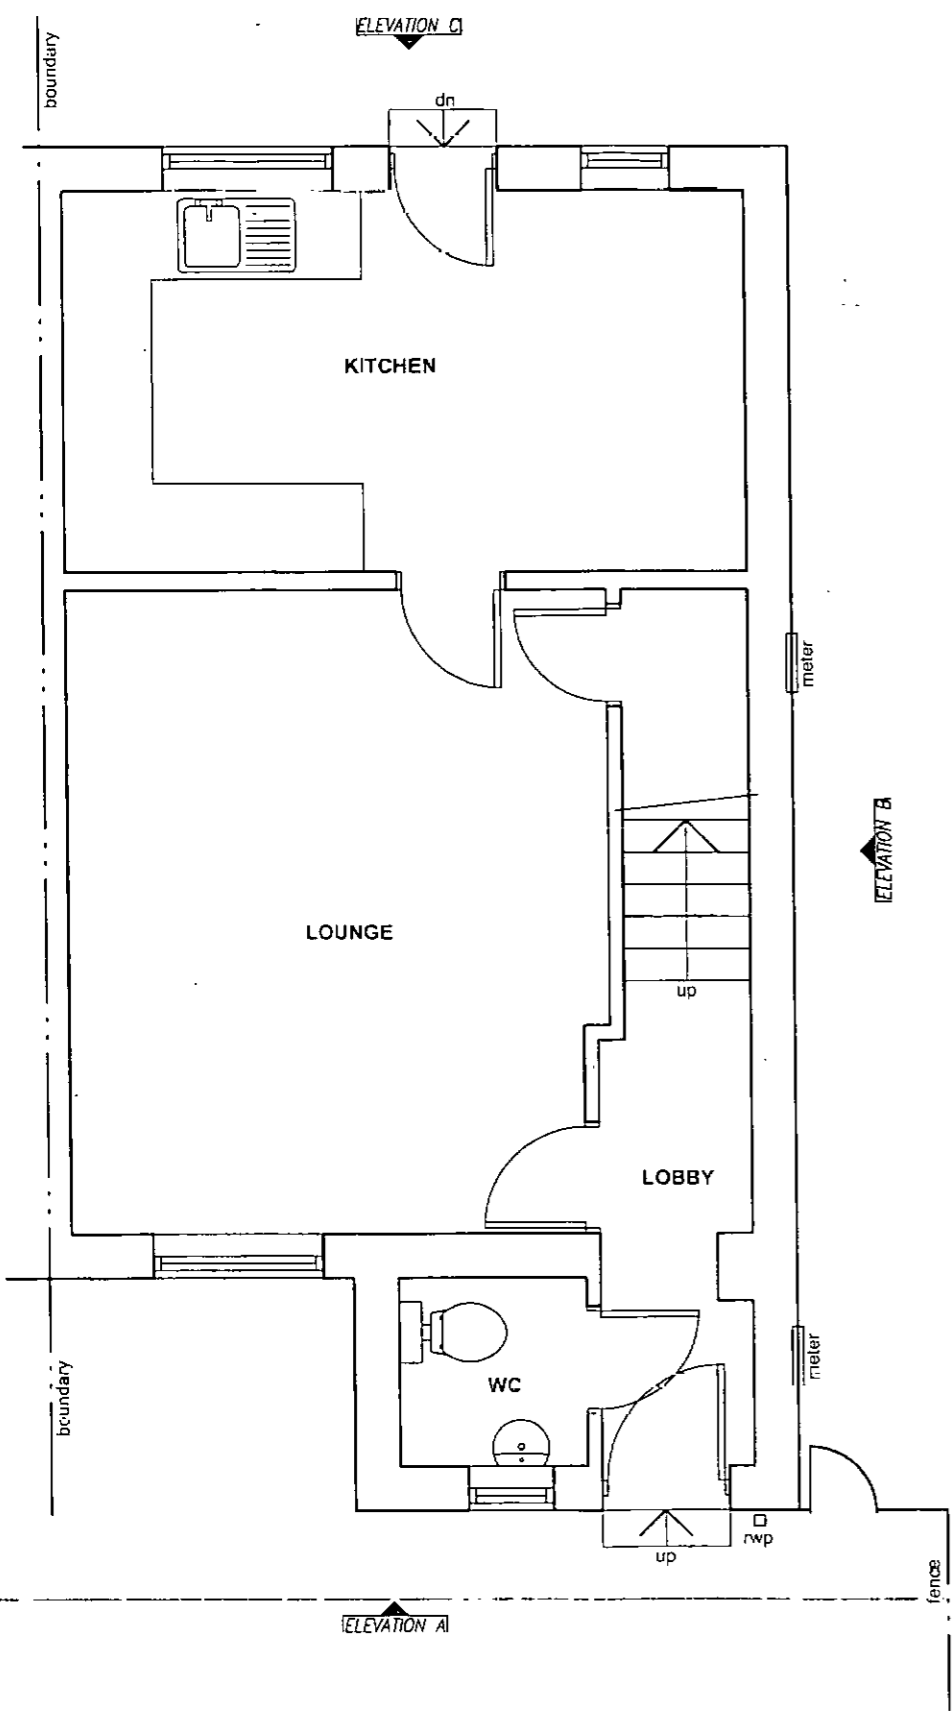 ELEVATION C
boundary
dn
KITCHEN
meter
ELEVATION B
LOUNGE
up
LOBBY
meter
boundary
WC
rwp
up
fence
ELEVATION A